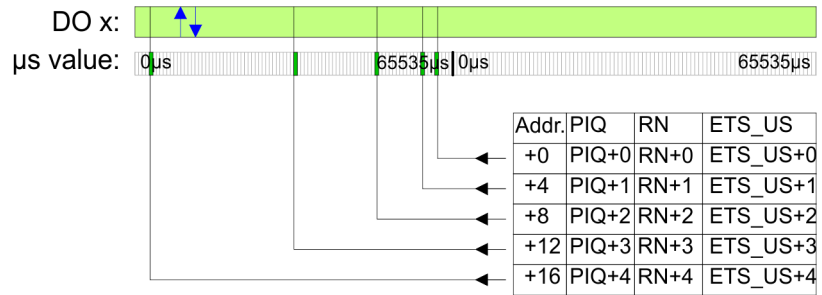 DO x:
µs value: 0µs 65535µs 0µs 65535µs
Addr. PIQ RN ETS_US
+0 PIQ+0 RN+0 ETS_US+0
+4 PIQ+1 RN+1 ETS_US+1
+8 PIQ+2 RN+2 ETS_US+2
+12 PIQ+3 RN+3 ETS_US+3
+16 PIQ+4 RN+4 ETS_US+4